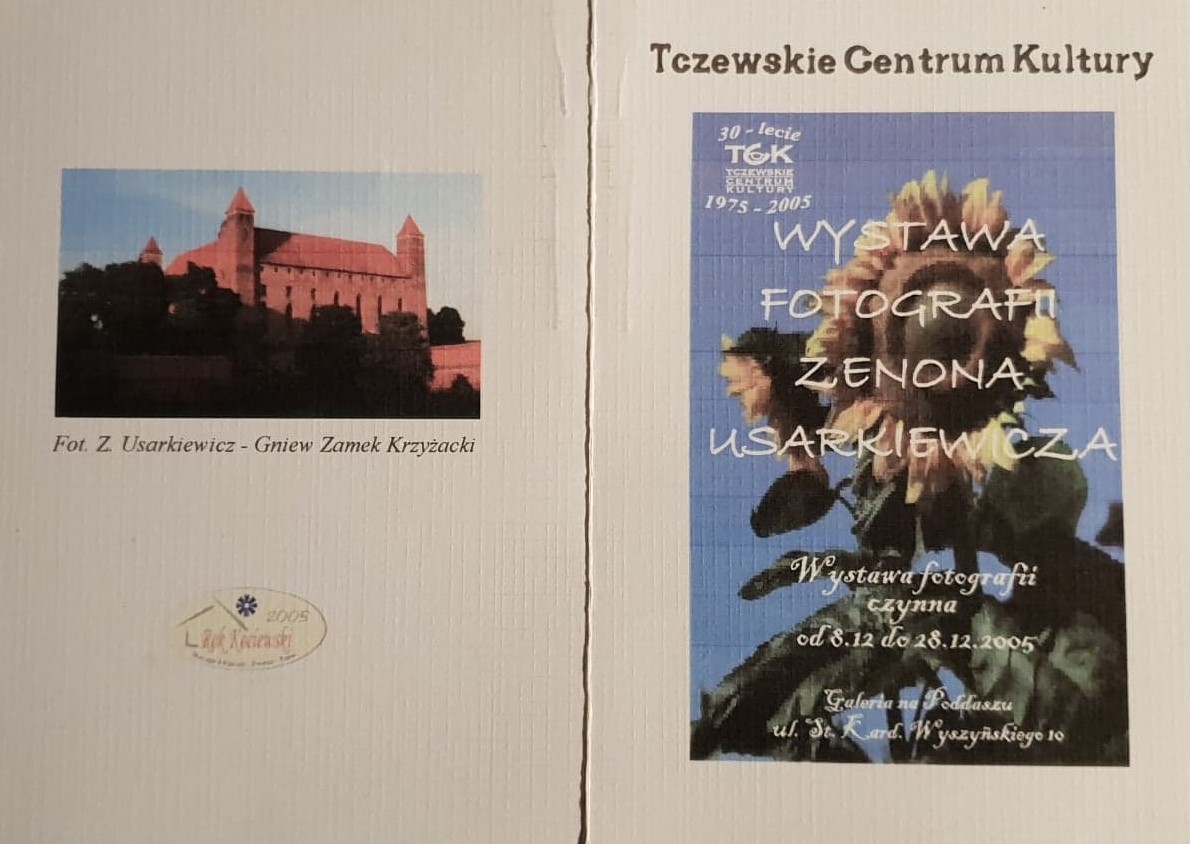 Fot. Z. Usarkiewicz - Gniew Zamek Krzyżacki
2005
Rok Kociewski
Tczewskie Centrum Kultury
30 - lecie
TCK
TCZEWSKIE
CENTRUM
KULTURY
1975 - 2005
WYSTAWA
FOTOGRAFII
ZENONA
USARKIEWICZA
Wystawa fotografii
czynna
od 8.12 do 28.12.2005
Galeria na Poddaszu
ul. St. Kard. Wyszyñskiego 10